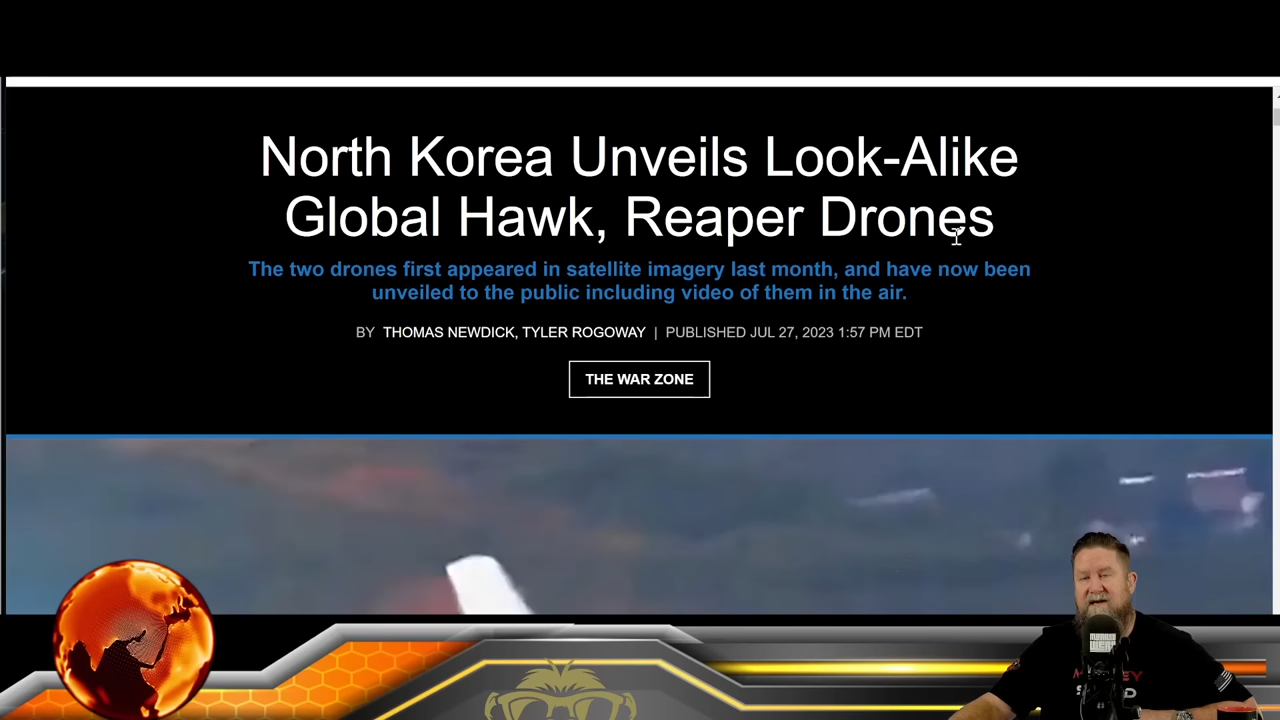 North Korea Unveils Look-Alike
Global Hawk, Reaper Drones
The two drones first appeared in satellite imagery last month, and have now been
unveiled to the public including video of them in the air.
BY THOMAS NEWDICK, TYLER ROGOWAY | PUBLISHED JUL 27, 2023 1:57 PM EDT
THE WAR ZONE